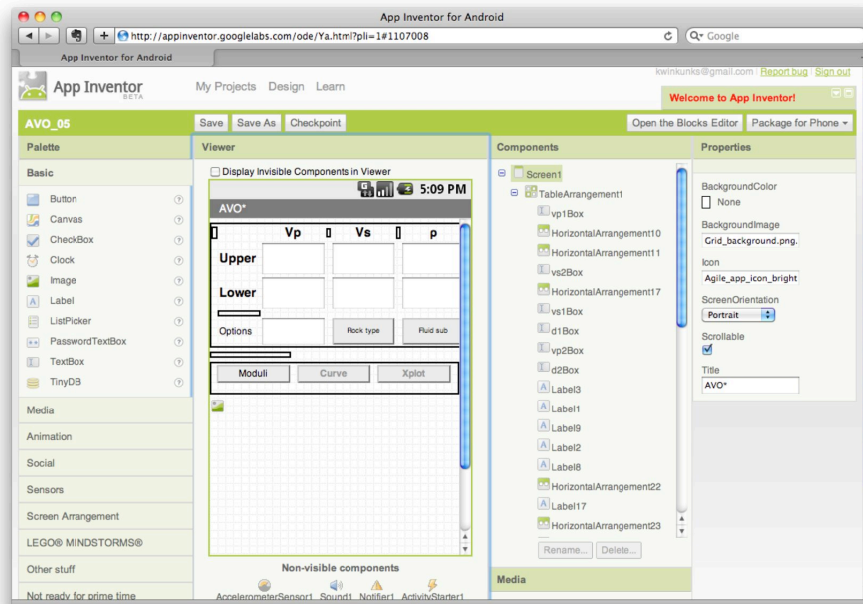 App Inventor for Android
http://appinventor.googlelabs.com/ode/Ya.html?pli=1#1107008
Google
App Inventor for Android
kwinkunks@gmail.com | Report bug | Sign out
App Inventor
BETA
My Projects Design Learn
Welcome to App Inventor!
AVO_05
Save Save As Checkpoint
Open the Blocks Editor Package for Phone
Palette
Basic
Button
Canvas
CheckBox
Clock
Image
Label
ListPicker
PasswordTextBox
TextBox
TinyDB
Media
Animation
Social
Sensors
Screen Arrangement
LEGO® MINDSTORMS®
Other stuff
Not ready for prime time
Viewer
Display Invisible Components in Viewer
5:09 PM
AVO*
Vp Vs ρ
Upper
Lower
Options Rock type Fluid sub
Moduli Curve Xplot
Non-visible components
AccelerometerSensor1 Sound1 Notifier1 ActivityStarter1
Components
Screen1
TableArrangement1
vp1Box
HorizontalArrangement10
HorizontalArrangement11
vs2Box
HorizontalArrangement17
vs1Box
d1Box
vp2Box
d2Box
Label3
Label1
Label9
Label2
Label8
HorizontalArrangement22
Label17
HorizontalArrangement23
Rename... Delete...
Media
Properties
BackgroundColor
None
BackgroundImage
Grid_background.png.
Icon
Agile_app_icon_bright
ScreenOrientation
Portrait
Scrollable
Title
AVO*